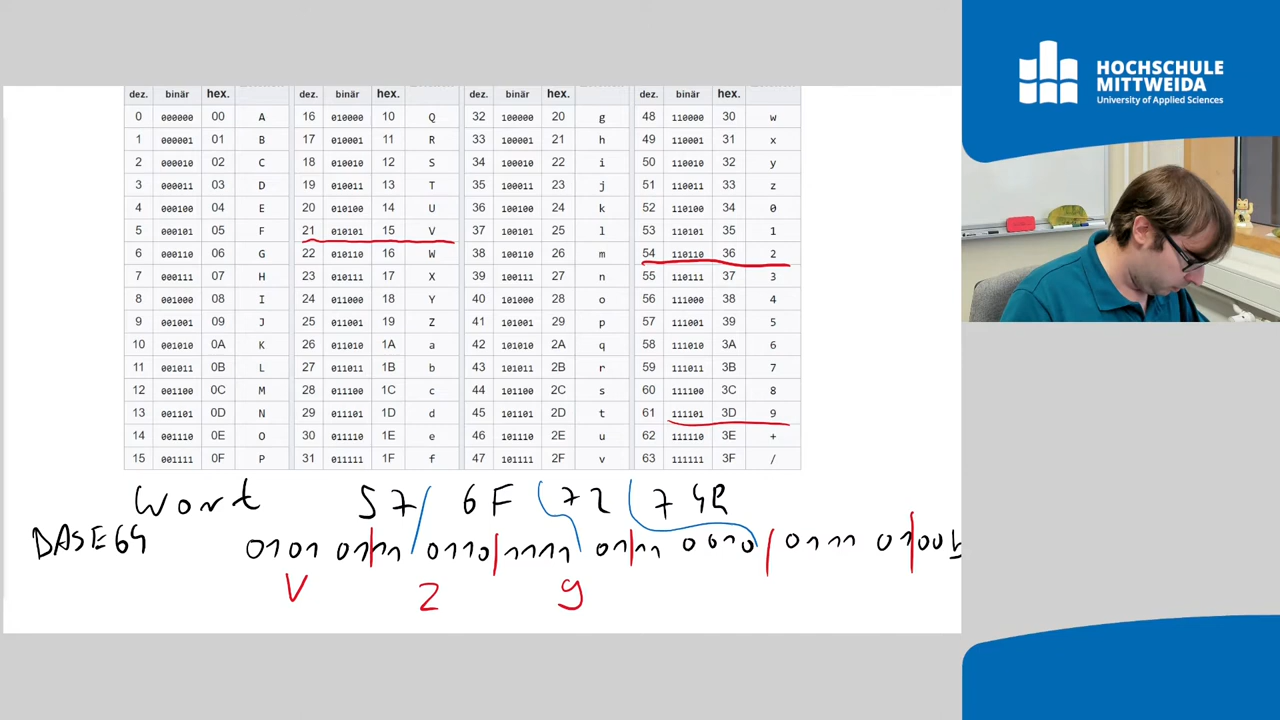 HOCHSCHULE
MITTWEIDA
University of Applied Sciences
dez. binär hex. dez. binär hex. dez. binär hex. dez. binär hex.
0 000000 00 A 16 010000 10 Q 32 100000 20 g 48 110000 30 w
1 000001 01 B 17 010001 11 R 33 100001 21 h 49 110001 31 x
2 000010 02 C 18 010010 12 S 34 100010 22 i 50 110010 32 y
3 000011 03 D 19 010011 13 T 35 100011 23 j 51 110011 33 z
4 000100 04 E 20 010100 14 U 36 100100 24 k 52 110100 34 0
5 000101 05 F 21 010101 15 V 37 100101 25 l 53 110101 35 1
6 000110 06 G 22 010110 16 W 38 100110 26 m 54 110110 36 2
7 000111 07 H 23 010111 17 X 39 100111 27 n 55 110111 37 3
8 001000 08 I 24 011000 18 Y 40 101000 28 o 56 111000 38 4
9 001001 09 J 25 011001 19 Z 41 101001 29 p 57 111001 39 5
10 001010 0A K 26 011010 1A a 42 101010 2A q 58 111010 3A 6
11 001011 0B L 27 011011 1B b 43 101011 2B r 59 111011 3B 7
12 001100 0C M 28 011100 1C c 44 101100 2C s 60 111100 3C 8
13 001101 0D N 29 011101 1D d 45 101101 2D t 61 111101 3D 9
14 001110 0E O 30 011110 1E e 46 101110 2E u 62 111110 3E +
15 001111 0F P 31 011111 1F f 47 101111 2F v 63 111111 3F /
Wort 57 6F 72 74
BASE64 0101 0111 0110 1111 0111 0010 0111 0100
V 2 9